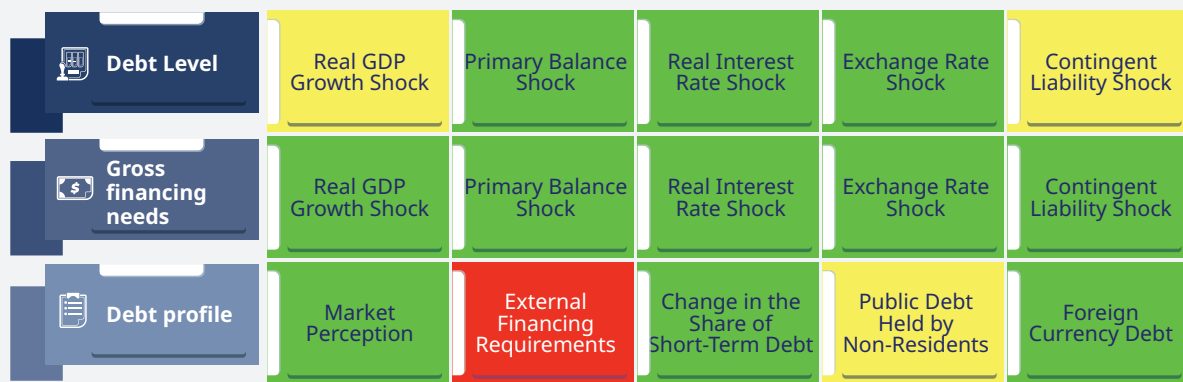 Debt Level
Real GDP
Growth Shock
Primary Balance
Shock
Real Interest
Rate Shock
Exchange Rate
Shock
Contingent
Liability Shock
Gross
financing
needs
Real GDP
Growth Shock
Primary Balance
Shock
Real Interest
Rate Shock
Exchange Rate
Shock
Contingent
Liability Shock
Debt profile
Market
Perception
External
Financing
Requirements
Change in the
Share of
Short-Term Debt
Public Debt
Held by
Non-Residents
Foreign
Currency Debt